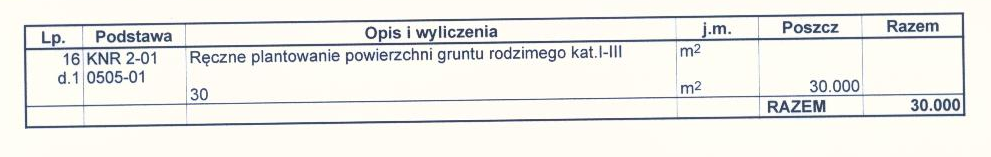 Lp. Podstawa Opis i wyliczenia j.m. Poszcz Razem
16 KNR 2-01 Ręczne plantowanie powierzchni gruntu rodzimego kat.I-III m2
d.1 0505-01
30 m2 30.000
RAZEM 30.000